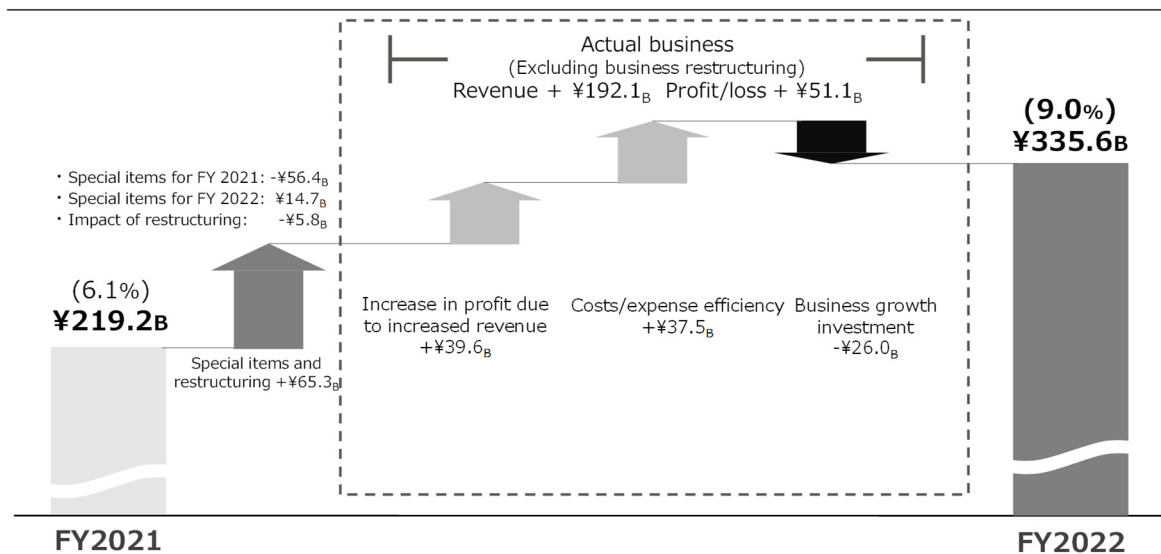 Actual business
(Excluding business restructuring)
Revenue + ¥192.1B Profit/loss + ¥51.1B
(9.0%)
¥335.6B
・Special items for FY 2021: -¥56.4B
・Special items for FY 2022: ¥14.7B
・Impact of restructuring: -¥5.8B
(6.1%)
¥219.2B
Special items and
restructuring +¥65.3B
Increase in profit due
to increased revenue
+¥39.6B
Costs/expense efficiency
+¥37.5B
Business growth
investment
-¥26.0B
FY2021
FY2022